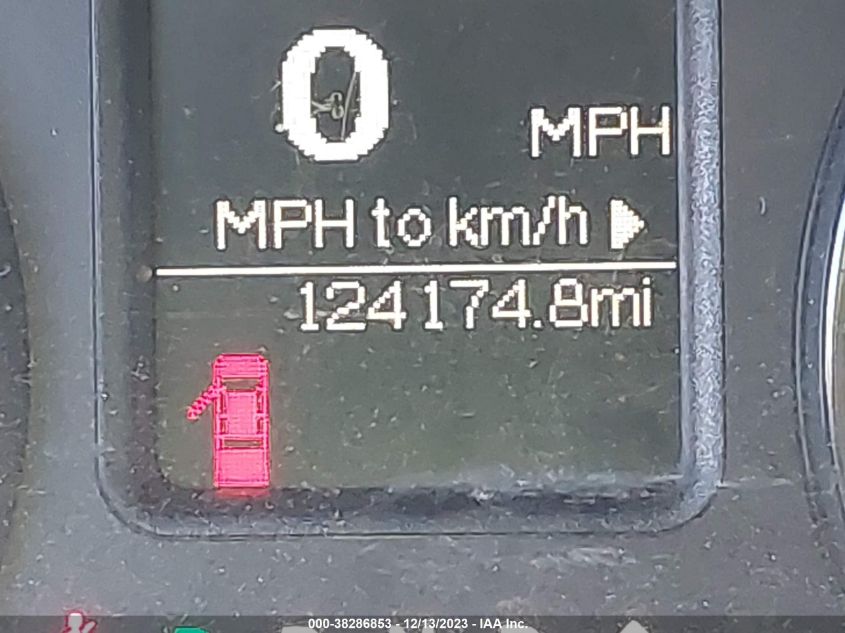 0
MPH
MPH to km/h
124174.8mi
000-38286853 - 12/13/2023 - IAA Inc.